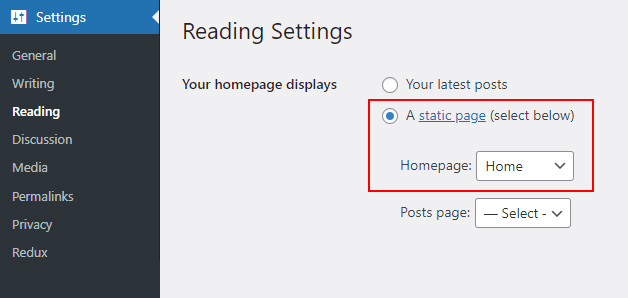 Settings
General
Writing
Reading
Discussion
Media
Permalinks
Privacy
Redux
Reading Settings
Your homepage displays
Your latest posts
A static page (select below)
Homepage: Home
Posts page: — Select -